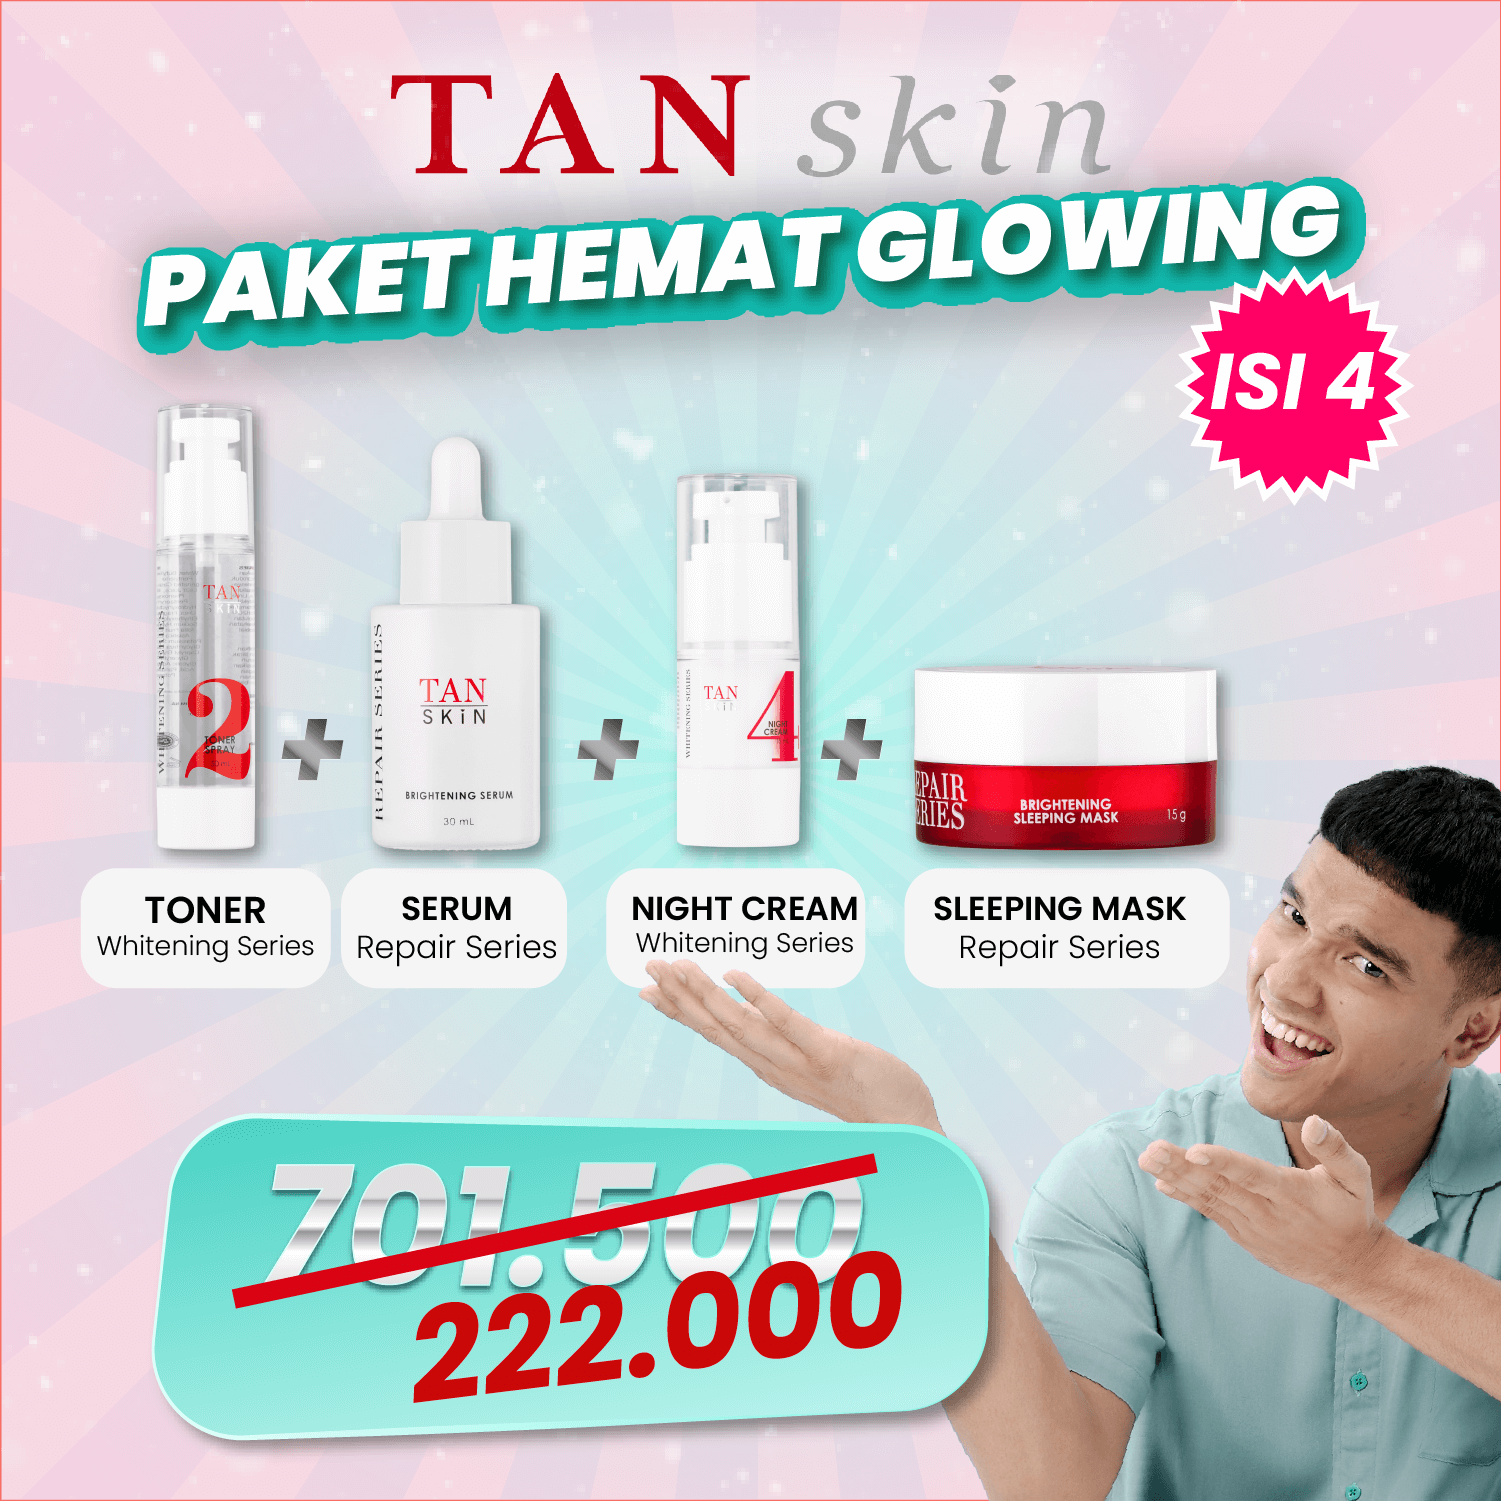 TAN skin
PAKET HEMAT GLOWING
ISI 4
TAN
SKiN
WHITENING SERIES
2
TONER
SPRAY
REPAIR SERIES
TAN
SKiN
BRIGHTENING SERUM
30 mL
WHITENING SERIES
TAN
SKiN
4
NIGHT
CREAM
EPAIR
ERIES
BRIGHTENING
SLEEPING MASK
15 g
TONER
Whitening Series
SERUM
Repair Series
NIGHT CREAM
Whitening Series
SLEEPING MASK
Repair Series
701.500
222.000